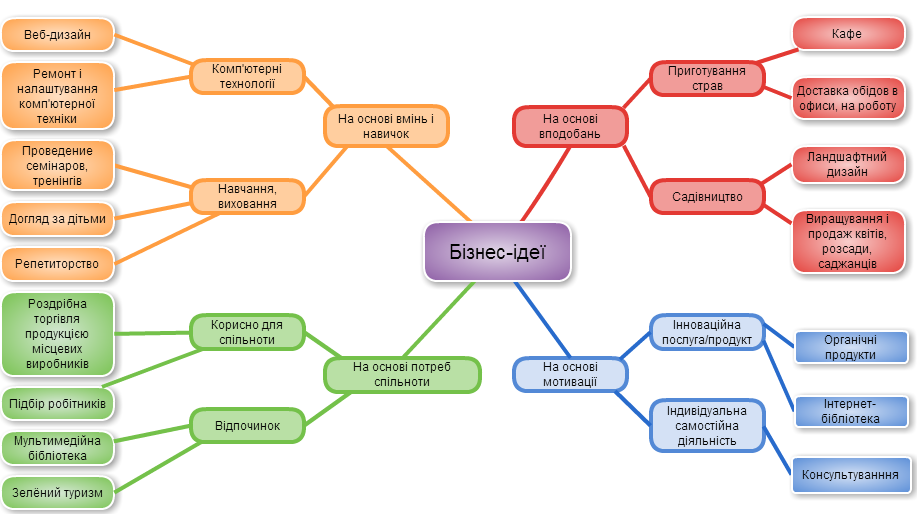 Веб-дизайн
Ремонт і
налаштування
комп'ютерної
техніки
Проведение
семінаров,
тренінгів
Догляд за дітьми
Репетиторство
Комп'ютерні
технології
Навчання,
виховання
На основі вмінь і
навичок
Бізнес-ідеї
На основі
вподобань
Приготування
страв
Садівництво
Кафе
Доставка обідов в
офиси, на роботу
Ландшафтний
дизайн
Виращування і
продаж квітів,
розсади,
саджанців
Роздрібна
торгівля
продукцією
місцевих
виробників
Підбір робітників
Мультимедійна
бібліотека
Зелёний туризм
Корисно для
спільноти
Відпочинок
На основі потреб
спільноти
На основі
мотивації
Інноваційна
послуга/продукт
Індивідуальна
самостійна
діяльність
Органічні
продукти
Інтернет-
бібліотека
Консультуванння